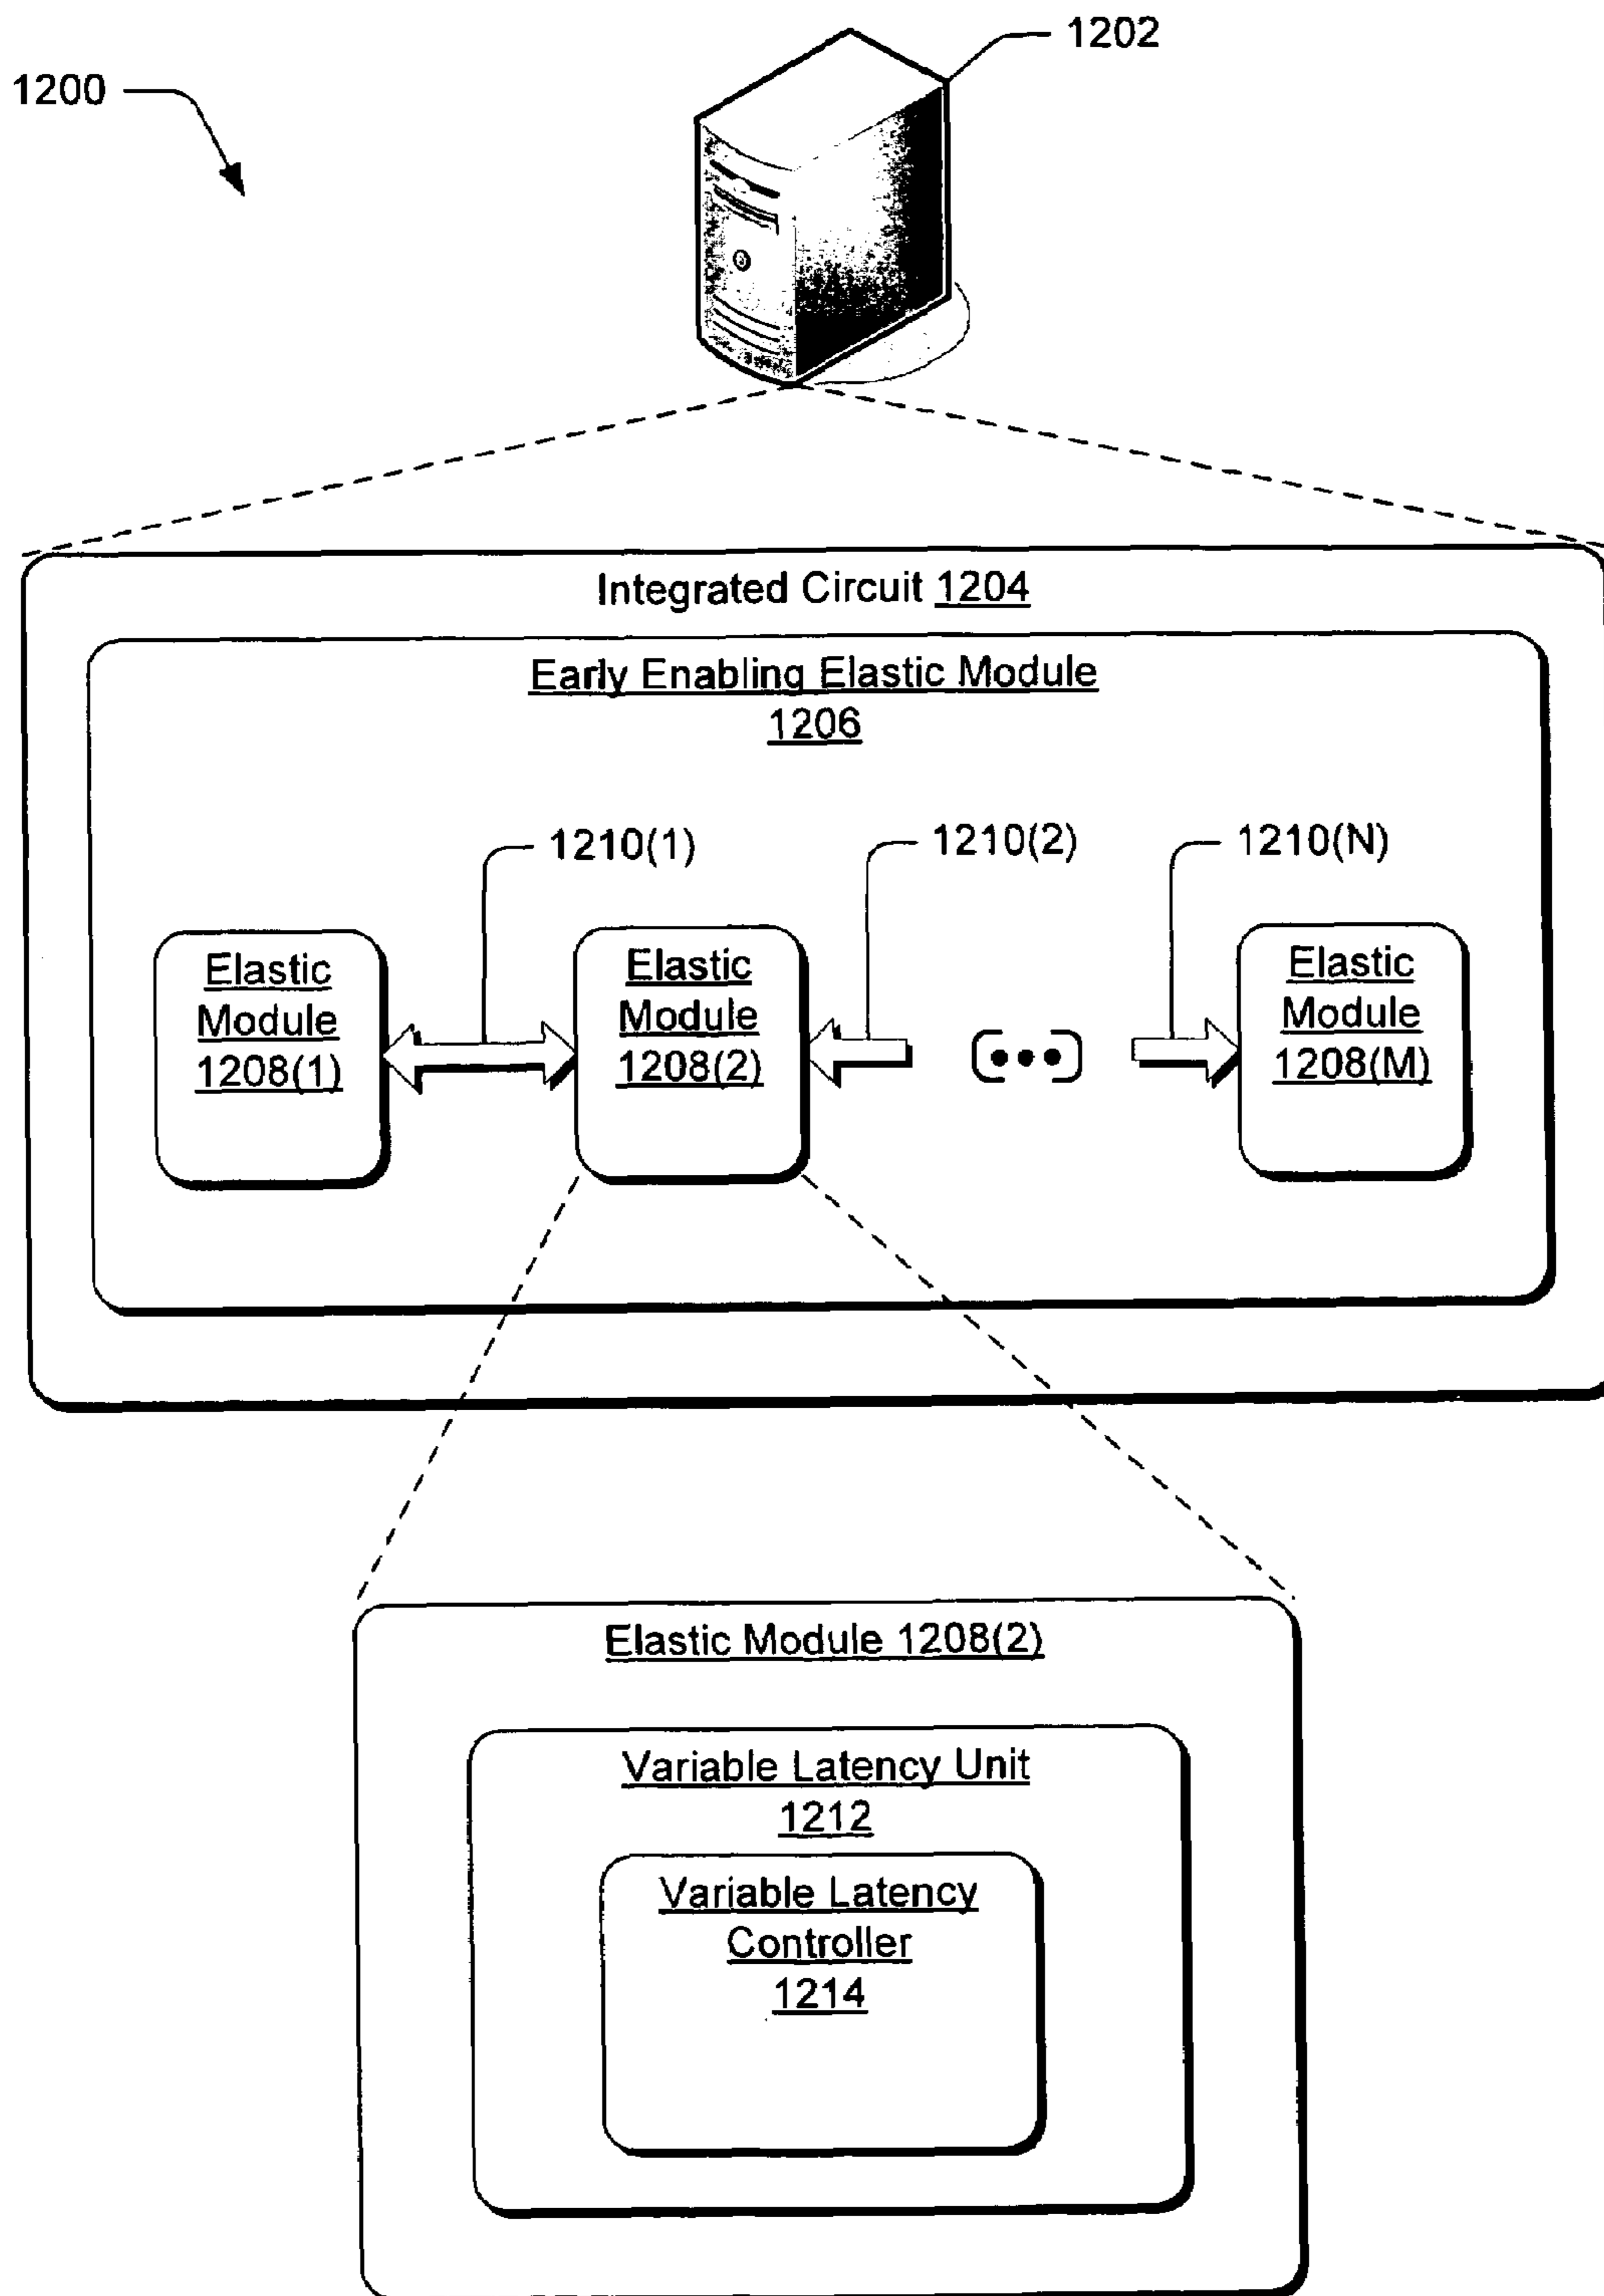 1202
1200
Integrated Circuit 1204
Early Enabling Elastic Module
1206
1210(1)
1210(2)
1210(N)
Elastic
Module
1208(1)
Elastic
Module
1208(2)
Elastic
Module
1208(M)
Elastic Module 1208(2)
Variable Latency Unit
1212
Variable Latency
Controller
1214